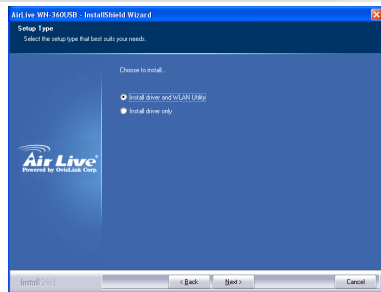 AirLive WN-360USB - InstallShield Wizard
Setup Type
Select the setup type that best suits your needs.
Choose to install...
Install driver and WLAN Utility
Install driver only
Air Live
Powered by OvisLink Corp.
InstallShield
< Back
Next >
Cancel